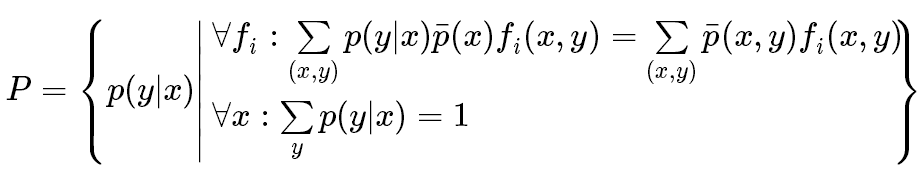 P = { p(y|x) | ∀f_i : ∑_{(x,y)} p(y|x)p̄(x)f_i(x, y) = ∑_{(x,y)} p̄(x, y)f_i(x, y)
∀x : ∑_y p(y|x) = 1 }